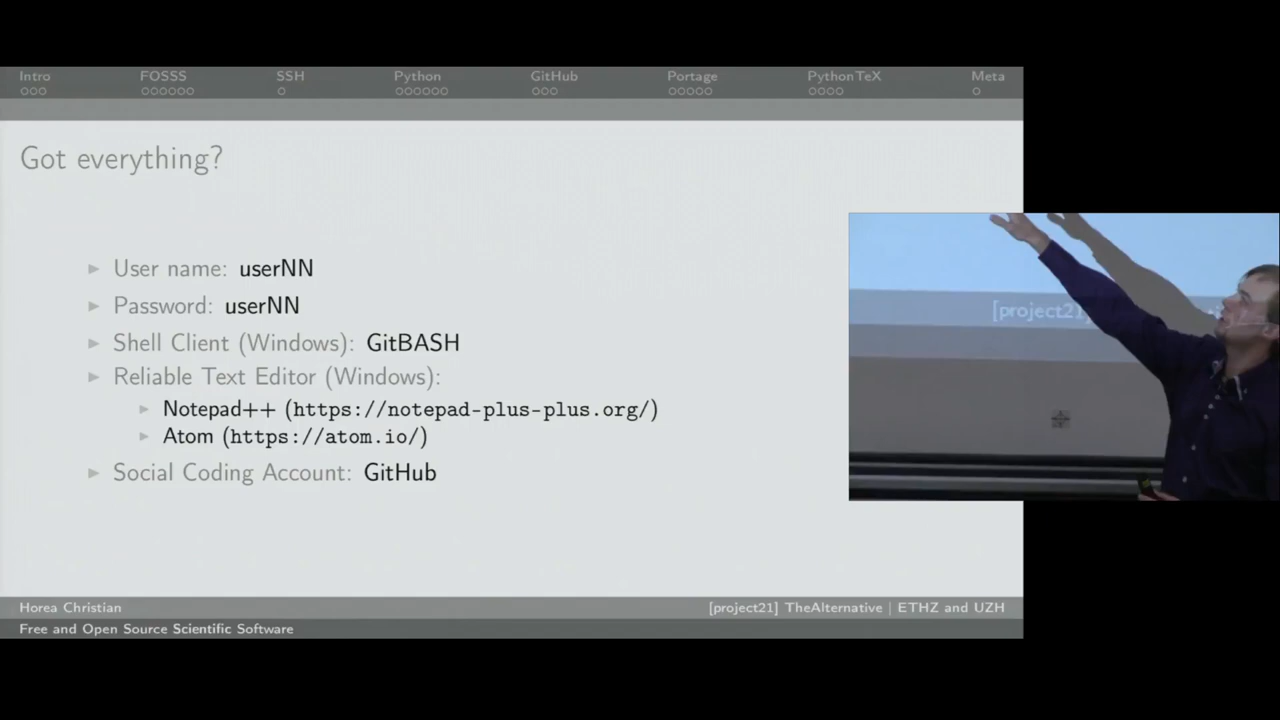 Intro FOSSS SSH Python GitHub Portage PythonTeX Meta
Got everything?
User name: userNN
Password: userNN
Shell Client (Windows): GitBASH
Reliable Text Editor (Windows):
Notepad++ (https://notepad-plus-plus.org/)
Atom (https://atom.io/)
Social Coding Account: GitHub
[project21]
Horea Christian [project21] TheAlternative | ETHZ and UZH
Free and Open Source Scientific Software